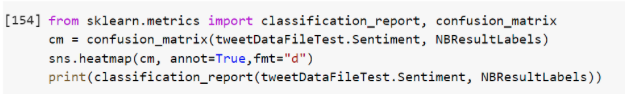 [154] from sklearn.metrics import classification_report, confusion_matrix
cm = confusion_matrix(tweetDataFileTest.Sentiment, NBResultLabels)
sns.heatmap(cm, annot=True,fmt="d")
print(classification_report(tweetDataFileTest.Sentiment, NBResultLabels))